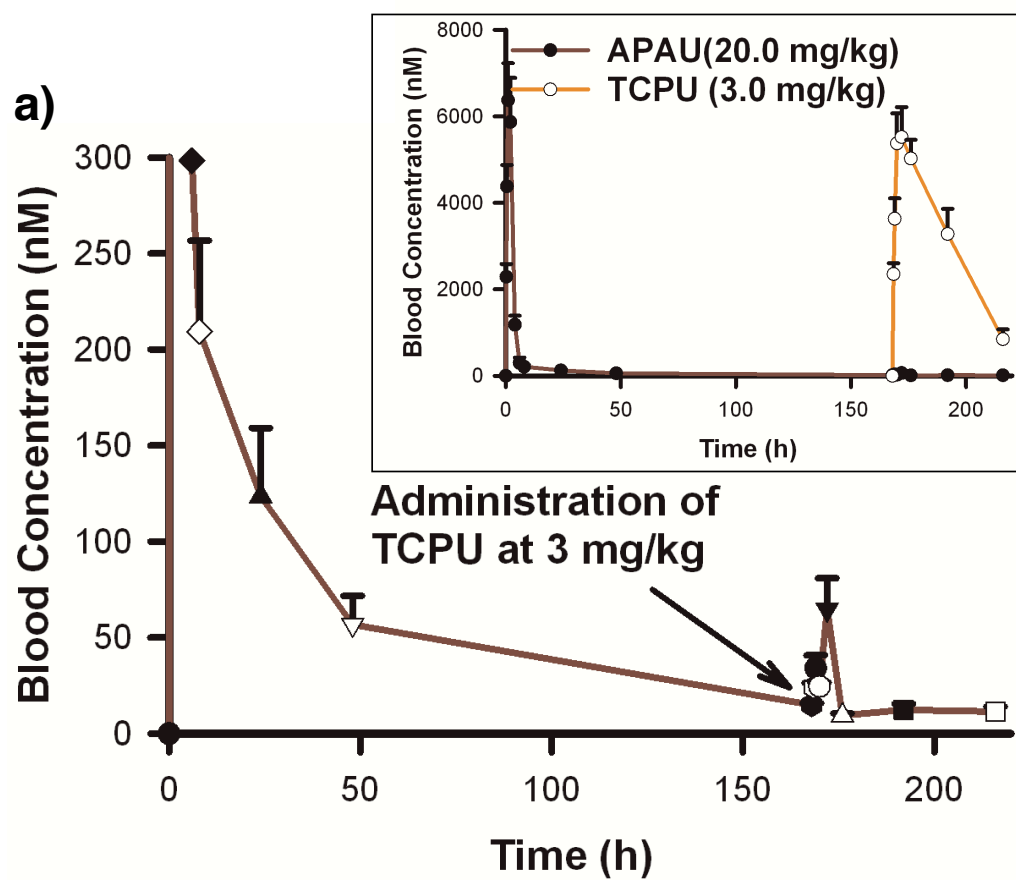 a)
Blood Concentration (nM)
300
250
200
150
100
50
0
0
50
100
150
200
Time (h)
Administration of
TCPU at 3 mg/kg
Blood Concentration (nM)
8000
6000
4000
2000
0
0
50
100
150
200
Time (h)
APAU(20.0 mg/kg)
TCPU (3.0 mg/kg)